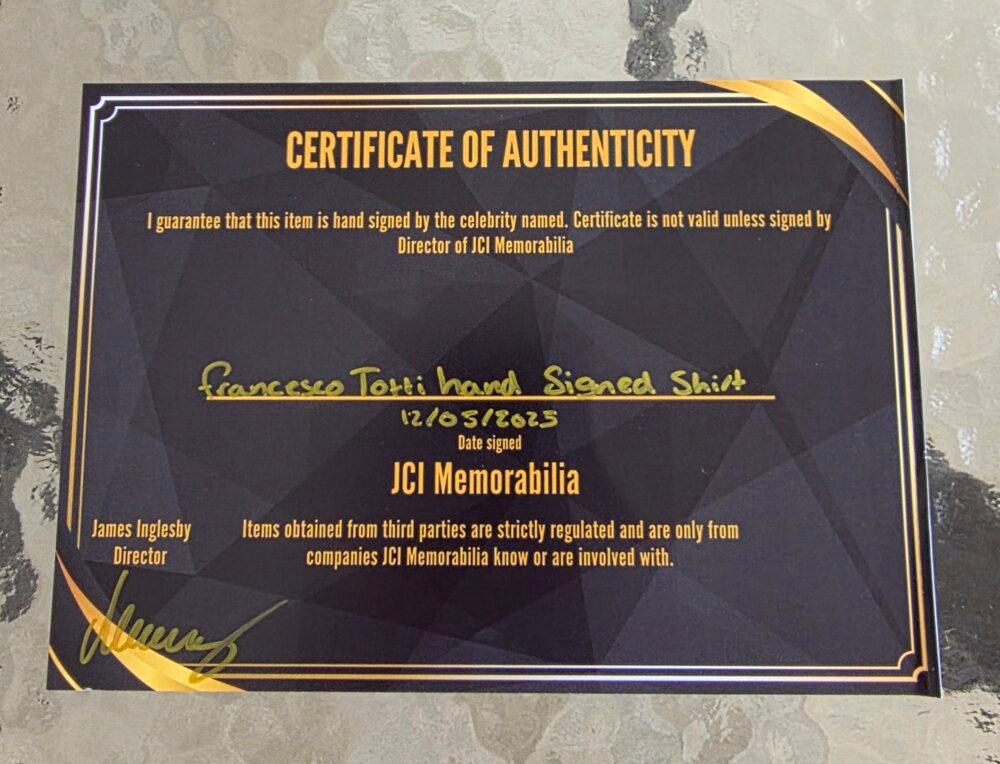 CERTIFICATE OF AUTHENTICITY
I guarantee that this item is hand signed by the celebrity named. Certificate is not valid unless signed by
Director of JCI Memorabilia
Francesco Totti hand Signed Shirt
12/05/2025
Date signed
JCI Memorabilia
James Inglesby
Director
Items obtained from third parties are strictly regulated and are only from
companies JCI Memorabilia know or are involved with.